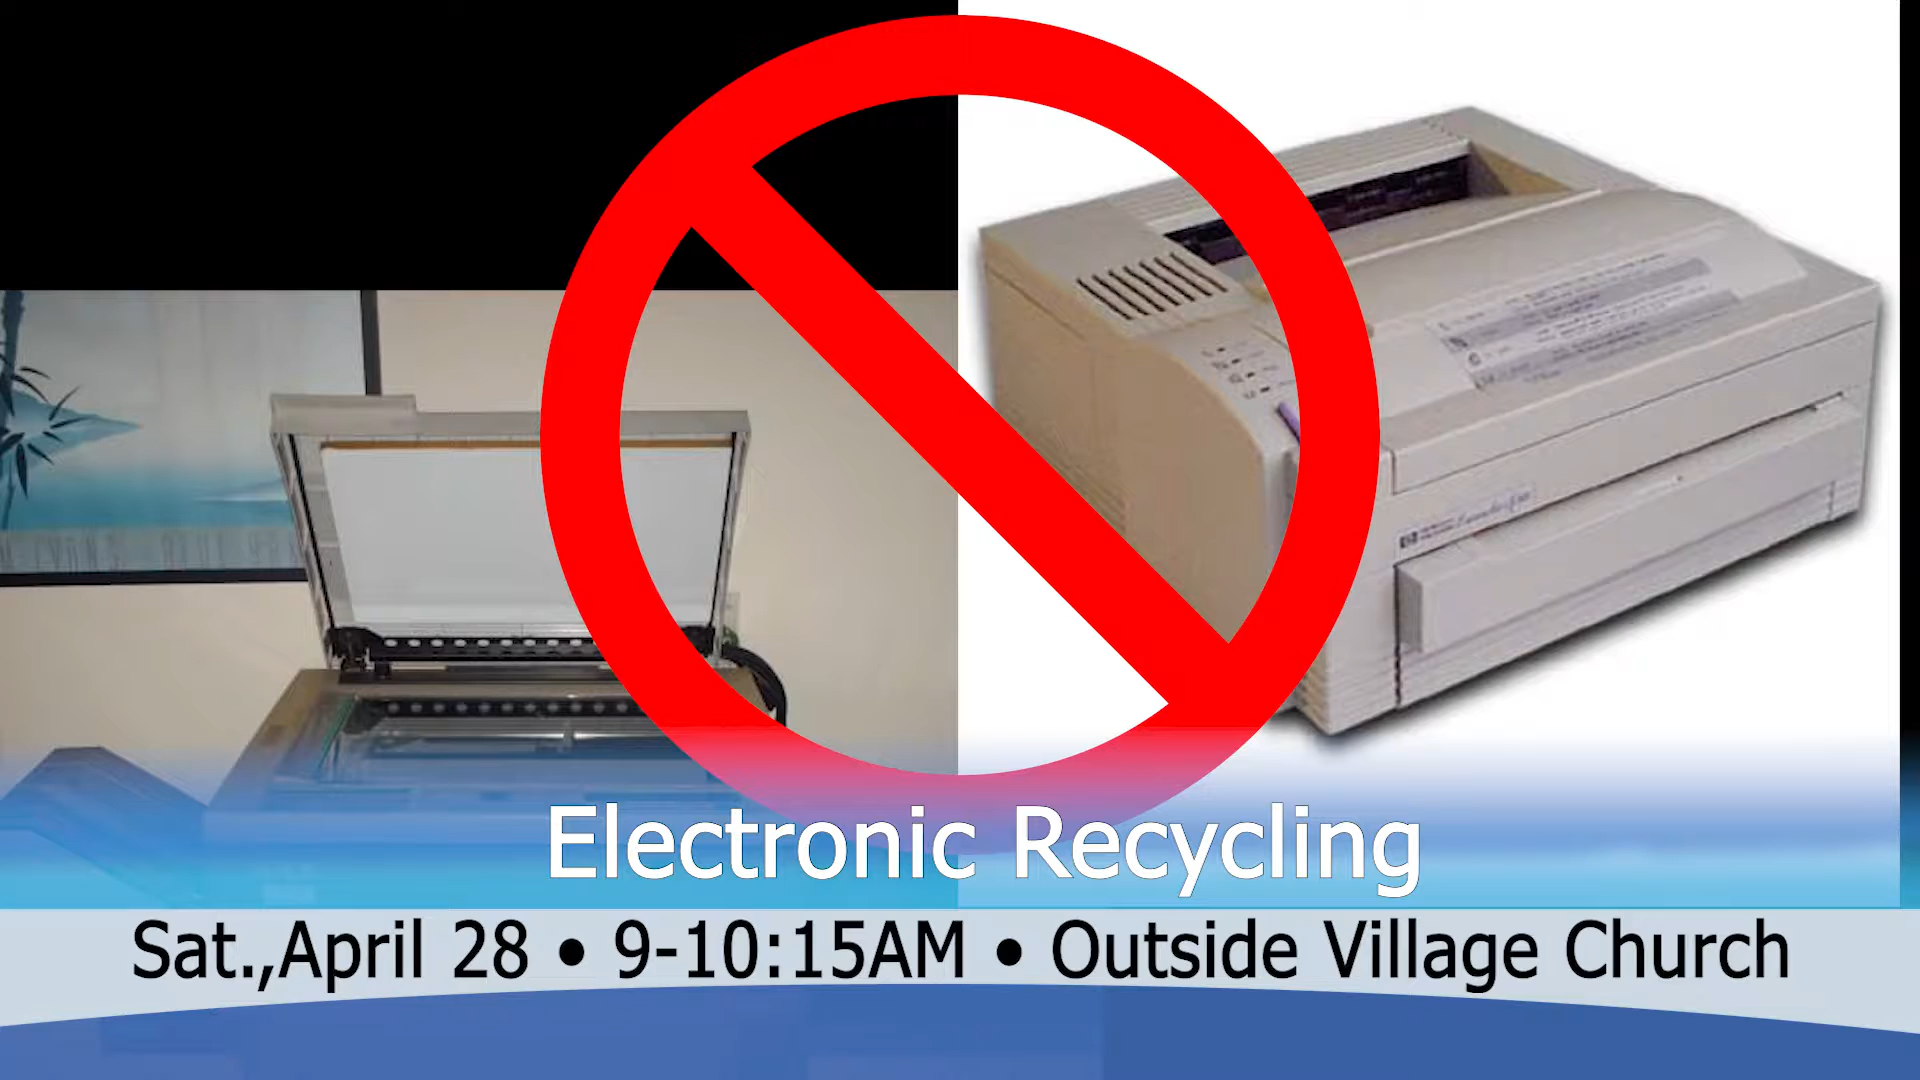 Electronic Recycling
Sat.,April 28 • 9-10:15AM • Outside Village Church